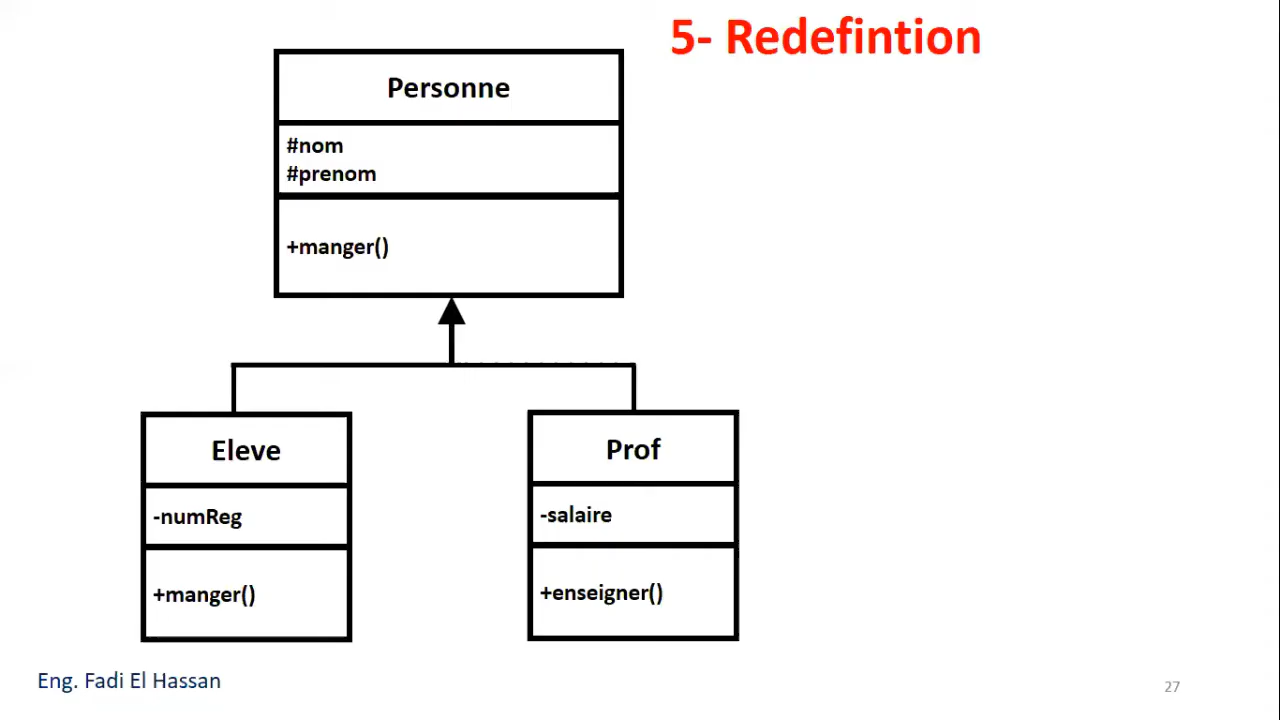 5- Redefintion
Personne
#nom
#prenom
+manger()
Eleve
-numReg
+manger()
Prof
-salaire
+enseigner()
Eng. Fadi El Hassan
27